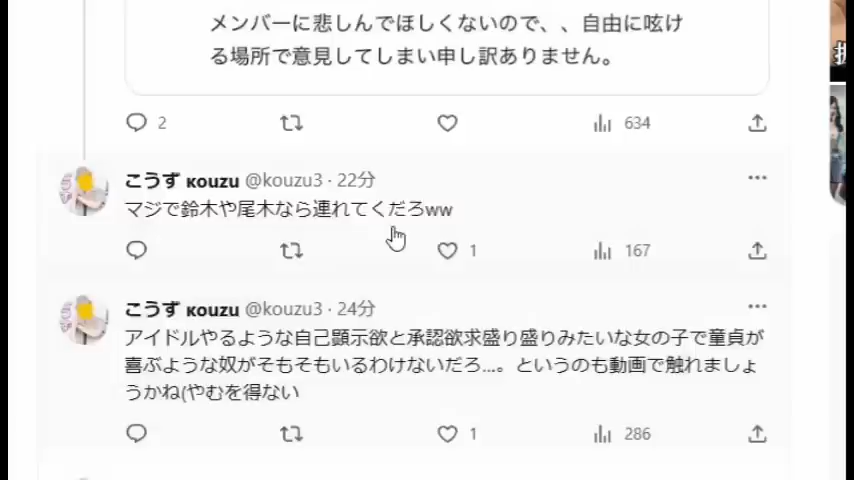 メンバーに悲しんでほしくないので、、自由に呟け
る場所で意見してしまい申し訳ありません。
2 634
こうず ĸouzu @kouzu3 · 22分
マジで鈴木や尾木なら連れてくだろww
1 167
こうず ĸouzu @kouzu3 · 24分
アイドルやるような自己顕示欲と承認欲求盛り盛りみたいな女の子で童貞が
喜ぶような奴がそもそもいるわけないだろ...。というのも動画で触れましょ
うかね(やむを得ない
1 286